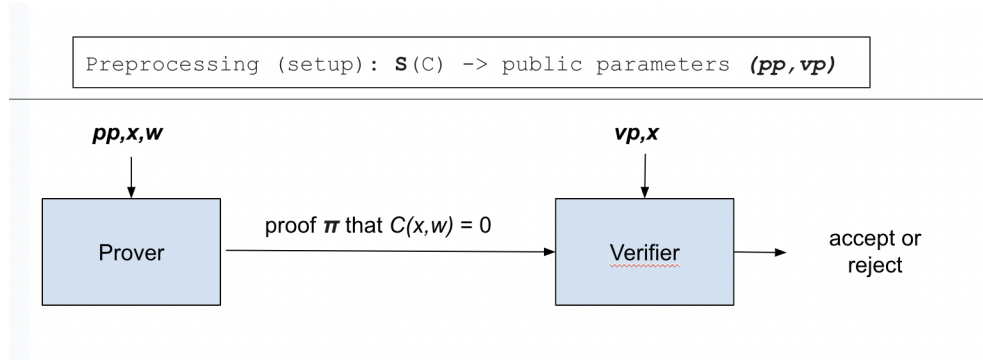 Preprocessing (setup): S(C) -> public parameters (pp,vp)
pp,x,w
vp,x
proof π that C(x,w) = 0
Prover
Verifier
accept or
reject